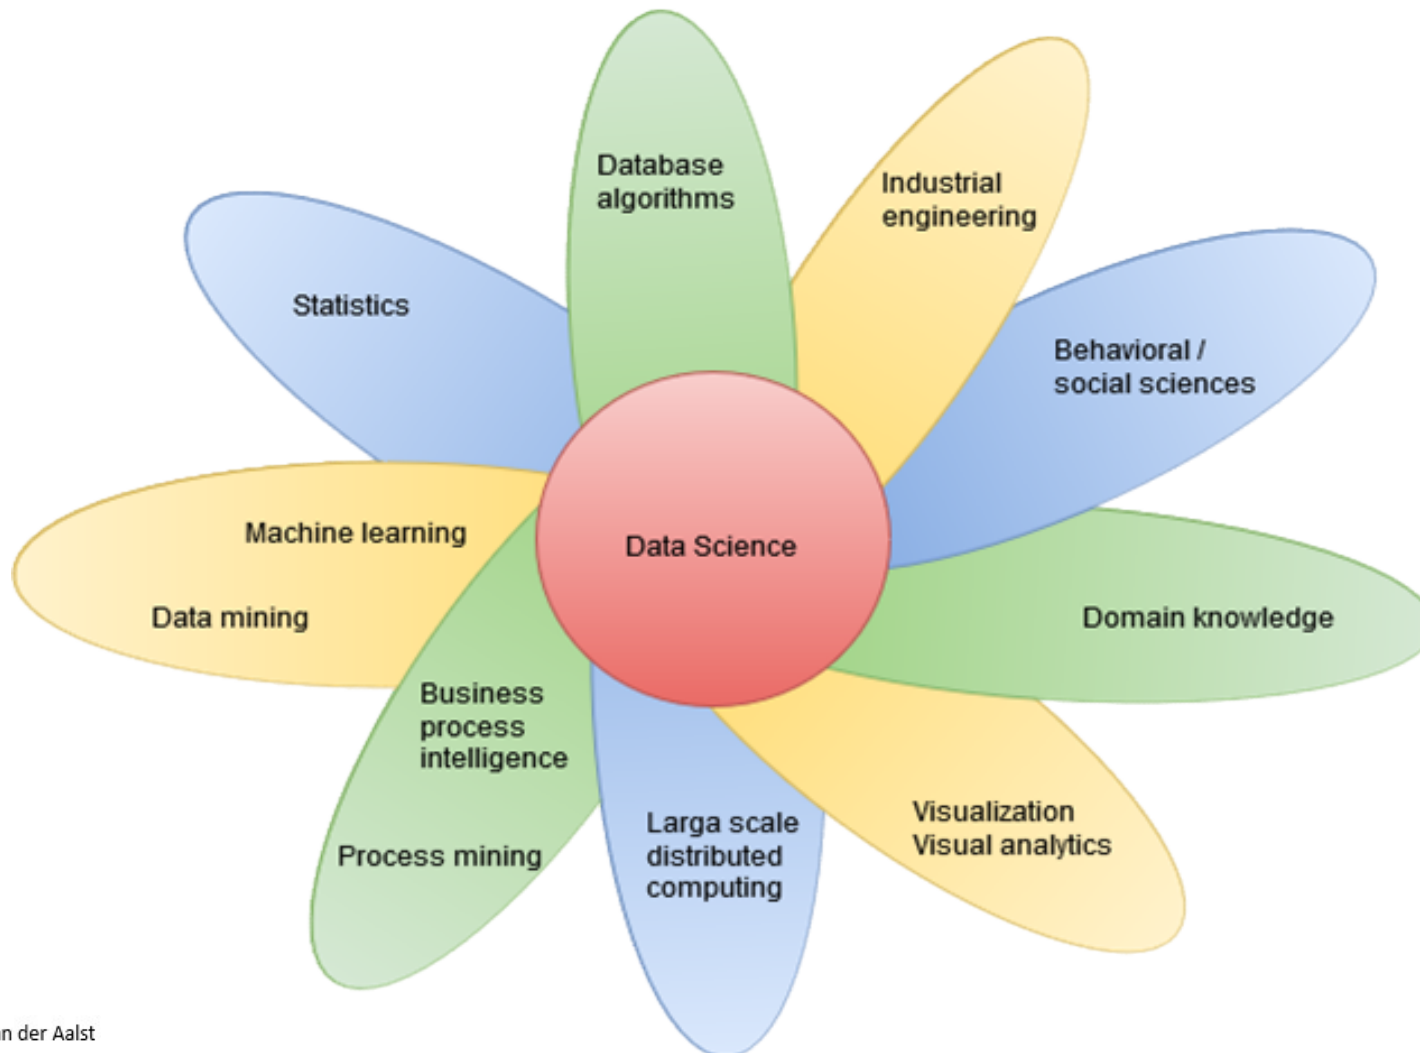 Database
algorithms
Industrial
engineering
Statistics
Behavioral /
social sciences
Machine learning
Data Science
Data mining
Domain knowledge
Business
process
intelligence
Process mining
Larga scale
distributed
computing
Visualization
Visual analytics
der Aalst